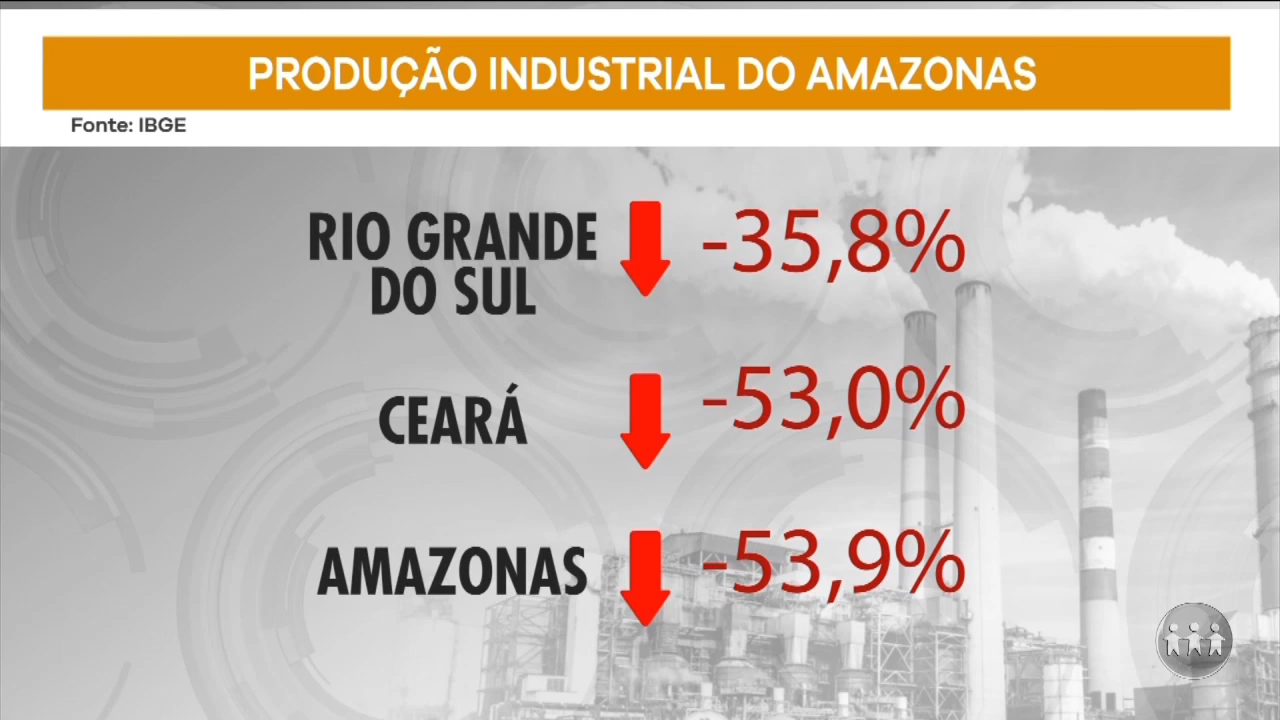 PRODUÇÃO INDUSTRIAL DO AMAZONAS
Fonte: IBGE
RIO GRANDE
DO SUL
-35,8%
CEARÁ
-53,0%
AMAZONAS
-53,9%